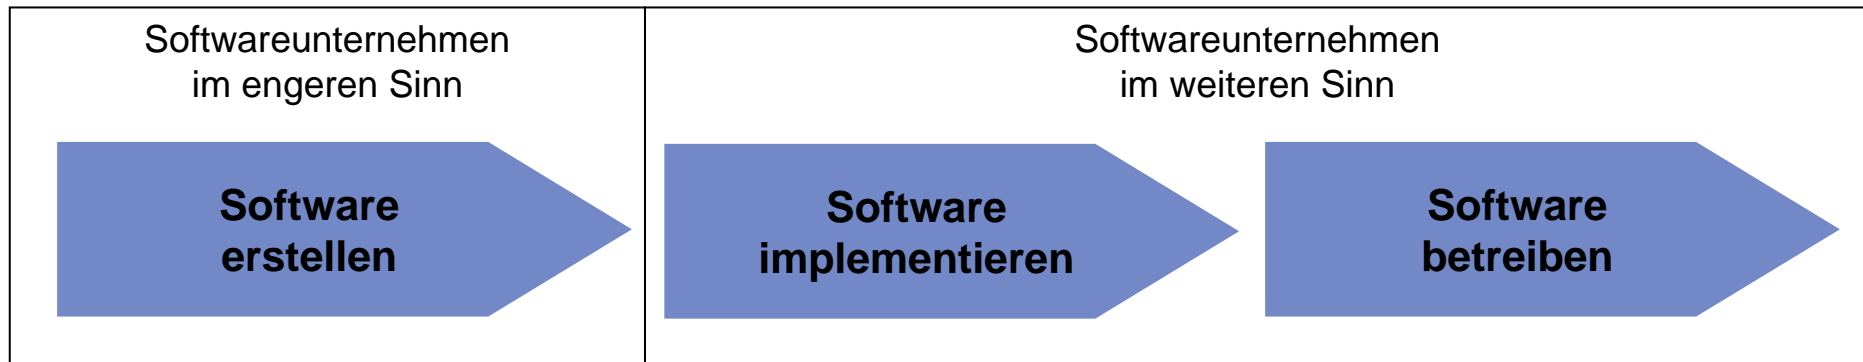 Softwareunternehmen
im engeren Sinn
Softwareunternehmen
im weiteren Sinn
Software
erstellen
Software
implementieren
Software
betreiben